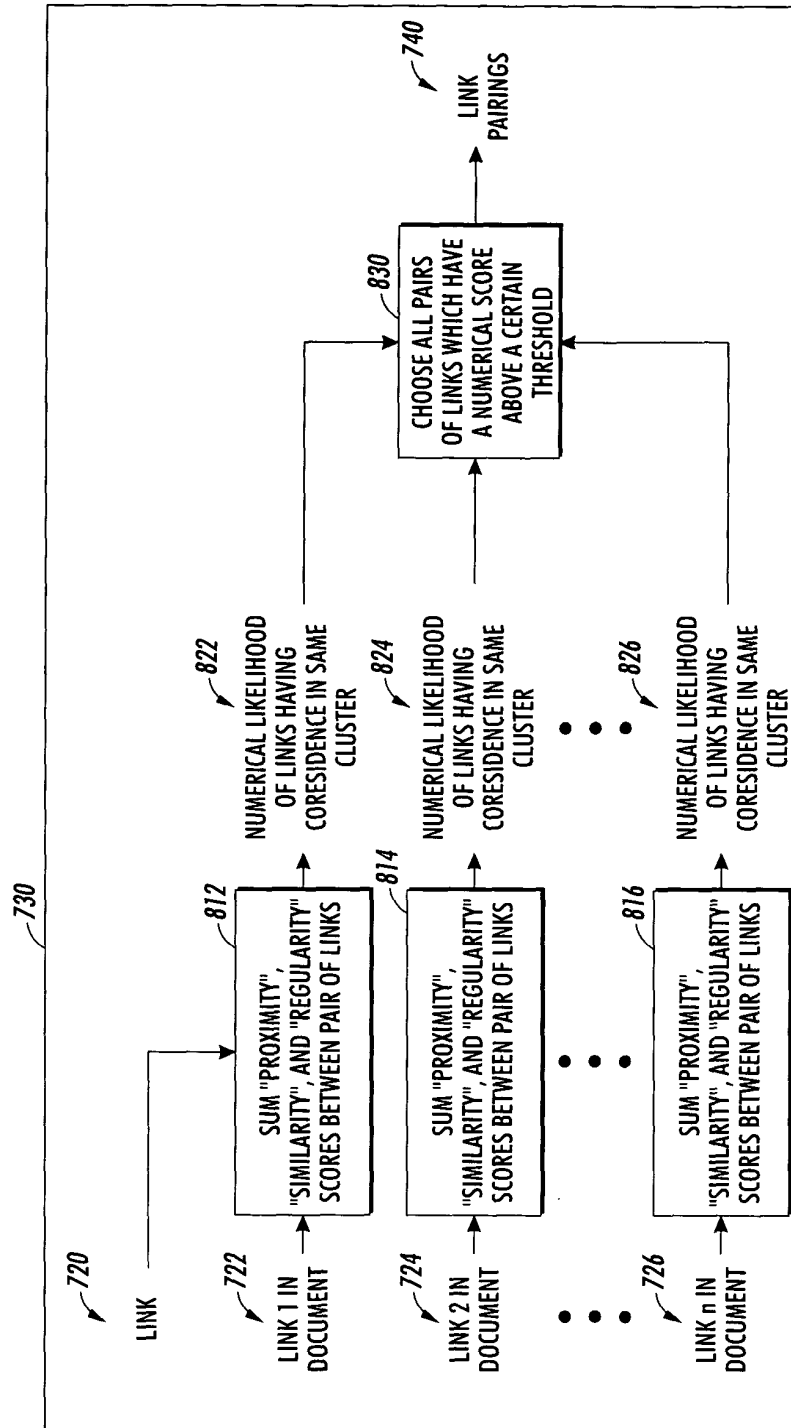 730
720
LINK
722
LINK 1 IN
DOCUMENT
812
SUM "PROXIMITY",
"SIMILARITY", AND "REGULARITY"
SCORES BETWEEN PAIR OF LINKS
822
NUMERICAL LIKELIHOOD
OF LINKS HAVING
CORESIDENCE IN SAME
CLUSTER
724
LINK 2 IN
DOCUMENT
814
SUM "PROXIMITY",
"SIMILARITY", AND "REGULARITY"
SCORES BETWEEN PAIR OF LINKS
824
NUMERICAL LIKELIHOOD
OF LINKS HAVING
CORESIDENCE IN SAME
CLUSTER
726
LINK n IN
DOCUMENT
816
SUM "PROXIMITY",
"SIMILARITY", AND "REGULARITY"
SCORES BETWEEN PAIR OF LINKS
826
NUMERICAL LIKELIHOOD
OF LINKS HAVING
CORESIDENCE IN SAME
CLUSTER
830
CHOOSE ALL PAIRS
OF LINKS WHICH HAVE
A NUMERICAL SCORE
ABOVE A CERTAIN
THRESHOLD
740
LINK
PAIRINGS